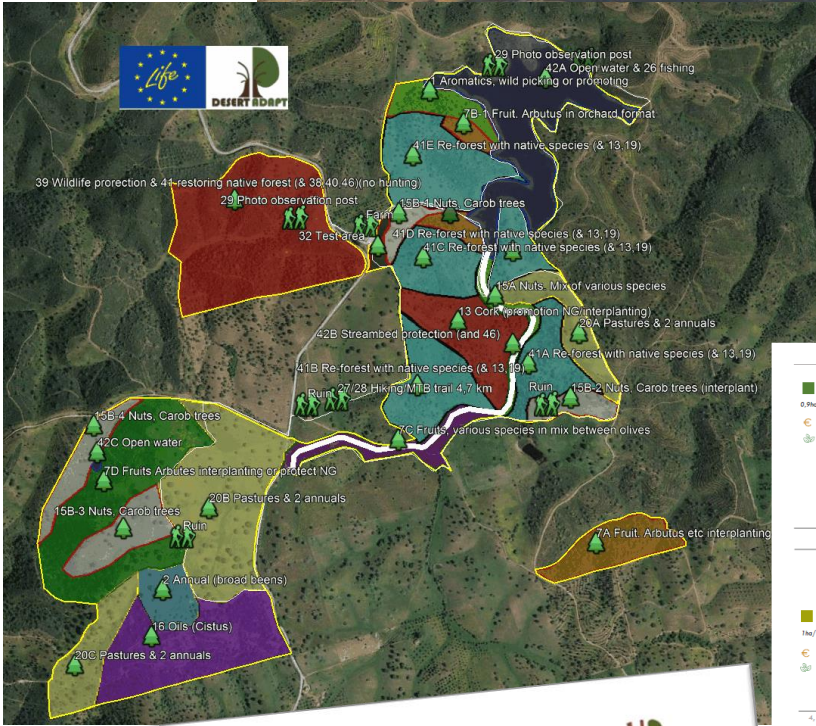 Life
DESERT ADAPT
29 Photo observation post
42A Open water & 26 fishing
1 Aromatics, wild picking or promoting
7B-1 Fruit. Arbutus in orchard format
41E Re-forest with native species (& 13,19)
39 Wildlife prorection & 41 restoring native forest (& 38,40,46)(no hunting)
29 Photo observation post
15B-1 Nuts, Carob trees
Farm
32 Test area
41D Re-forest with native species (& 13,19)
41C Re-forest with native species (& 13,19)
15A Nuts. Mix of various species
13 Cork (promotion NG/interplanting)
42B Streambed protection (and 46)
20A Pastures & 2 annuals
41A Re-forest with native species (& 13,19)
41B Re-forest with native species (& 13,19)
Ruin
27/28 Hiking/MTB trail 4,7 km
Ruin
15B-2 Nuts, Carob trees (interplant)
15B-4 Nuts, Carob trees
7C Fruits, various species in mix between olives
42C Open water
7D Fruits Arbutes interplanting or protect NG
20B Pastures & 2 annuals
15B-3 Nuts, Carob trees
Ruin
7A Fruit. Arbutus etc interplanting
2 Annual (broad beens)
16 Oils (Cistus)
20C Pastures & 2 annuals
0,9ha
€
1ha/
€
4,